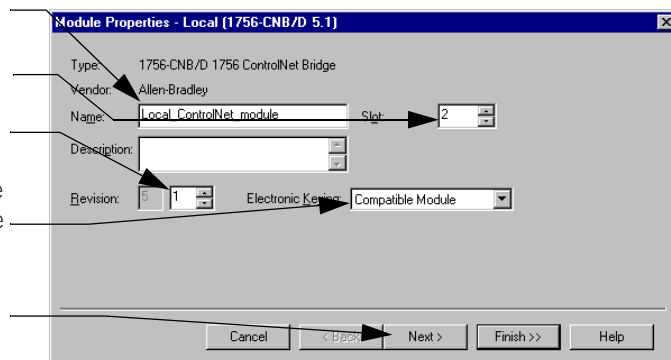 Module Properties - Local (1756-CNB/D 5.1)
Type: 1756-CNB/D 1756 ControlNet Bridge
Vendor: Allen-Bradley
Name: Local_ControlNet_module Slot: 2
Description:
e
Revision: 5 1 Electronic Keying: Compatible Module
e
Cancel < Back Next > Finish >> Help